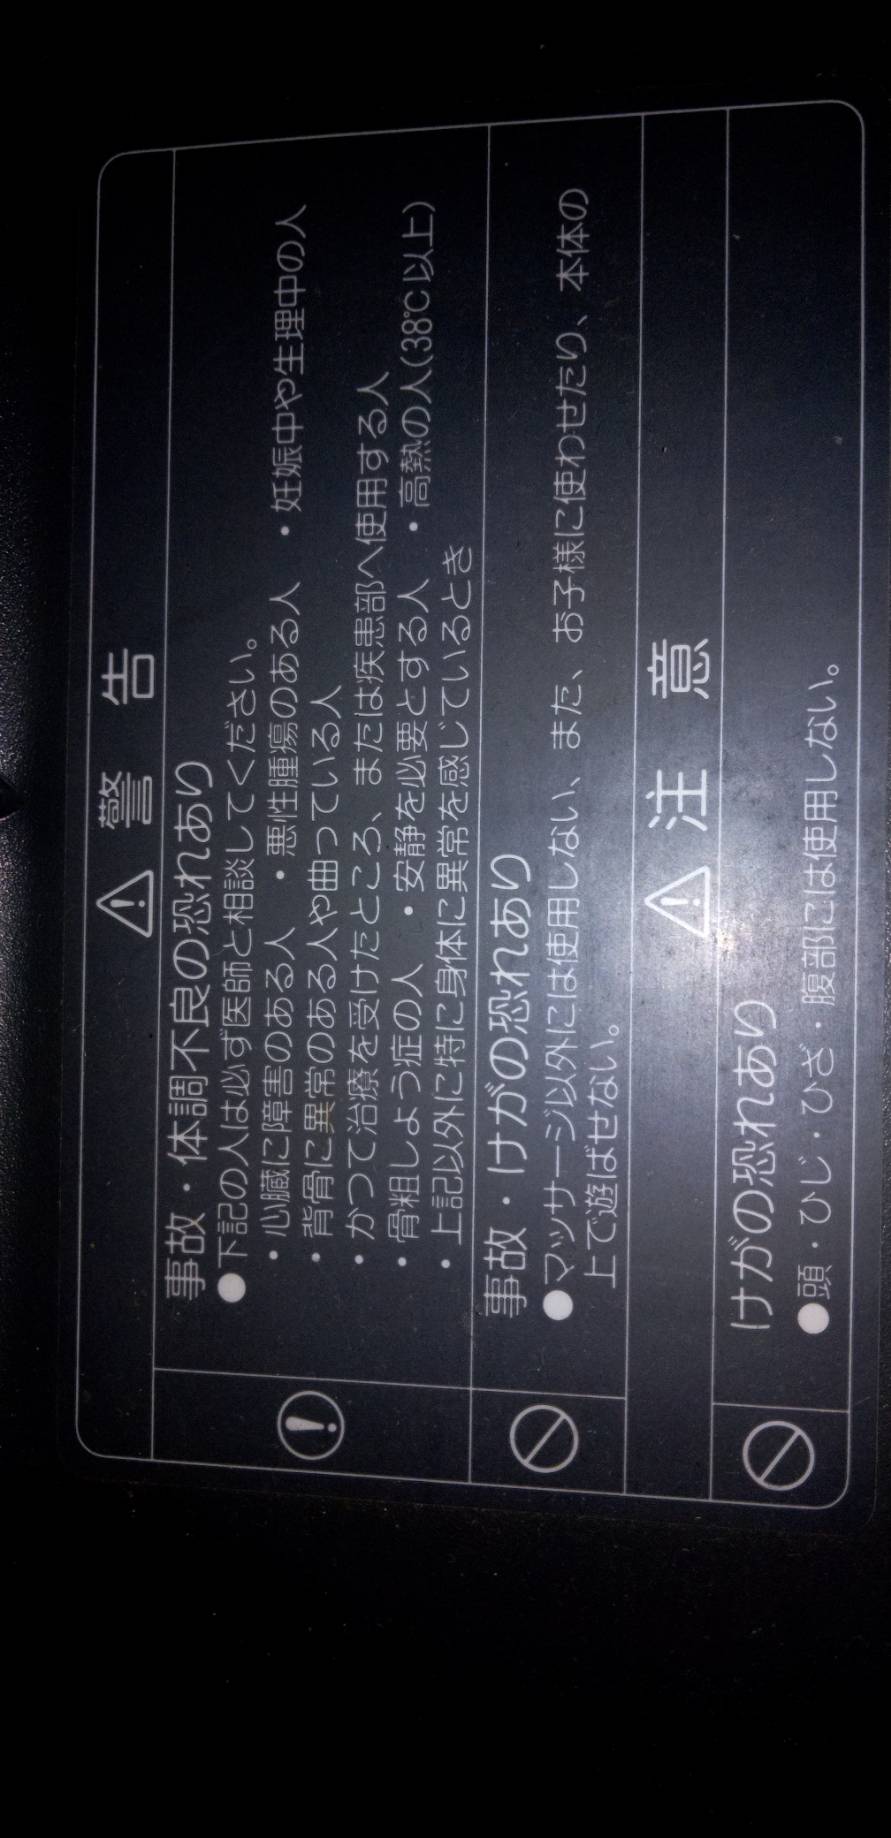 ⚠ 警 告
事故・体調不良の恐れあり
●下記の人は必ず医師と相談してください。
・心臓に障害のある人 ・悪性腫瘍のある人 ・妊娠中や生理中の人
・背骨に異常のある人や曲っている人
・かつて治療を受けたところ、または疾患部へ使用する人
・骨粗しょう症の人 ・安静を必要とする人 ・高熱の人(38℃以上)
・上記以外に特に身体に異常を感じているとき
事故・けがの恐れあり
●マッサージ以外には使用しない、また、お子様に使わせたり、本体の
上で遊ばせない。
⚠ 注 意
けがの恐れあり
●頭・ひじ・ひざ・腹部には使用しない。